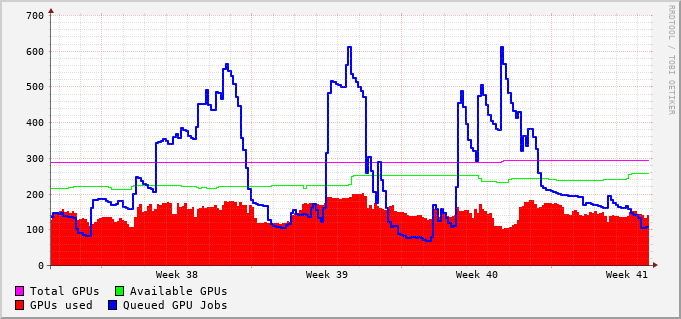 700
600
500
400
300
200
100
0
Week 38 Week 39 Week 40 Week 41
Total GPUs Available GPUs
GPUs used Queued GPU Jobs
RRDTOOL / TOBI OETIKER